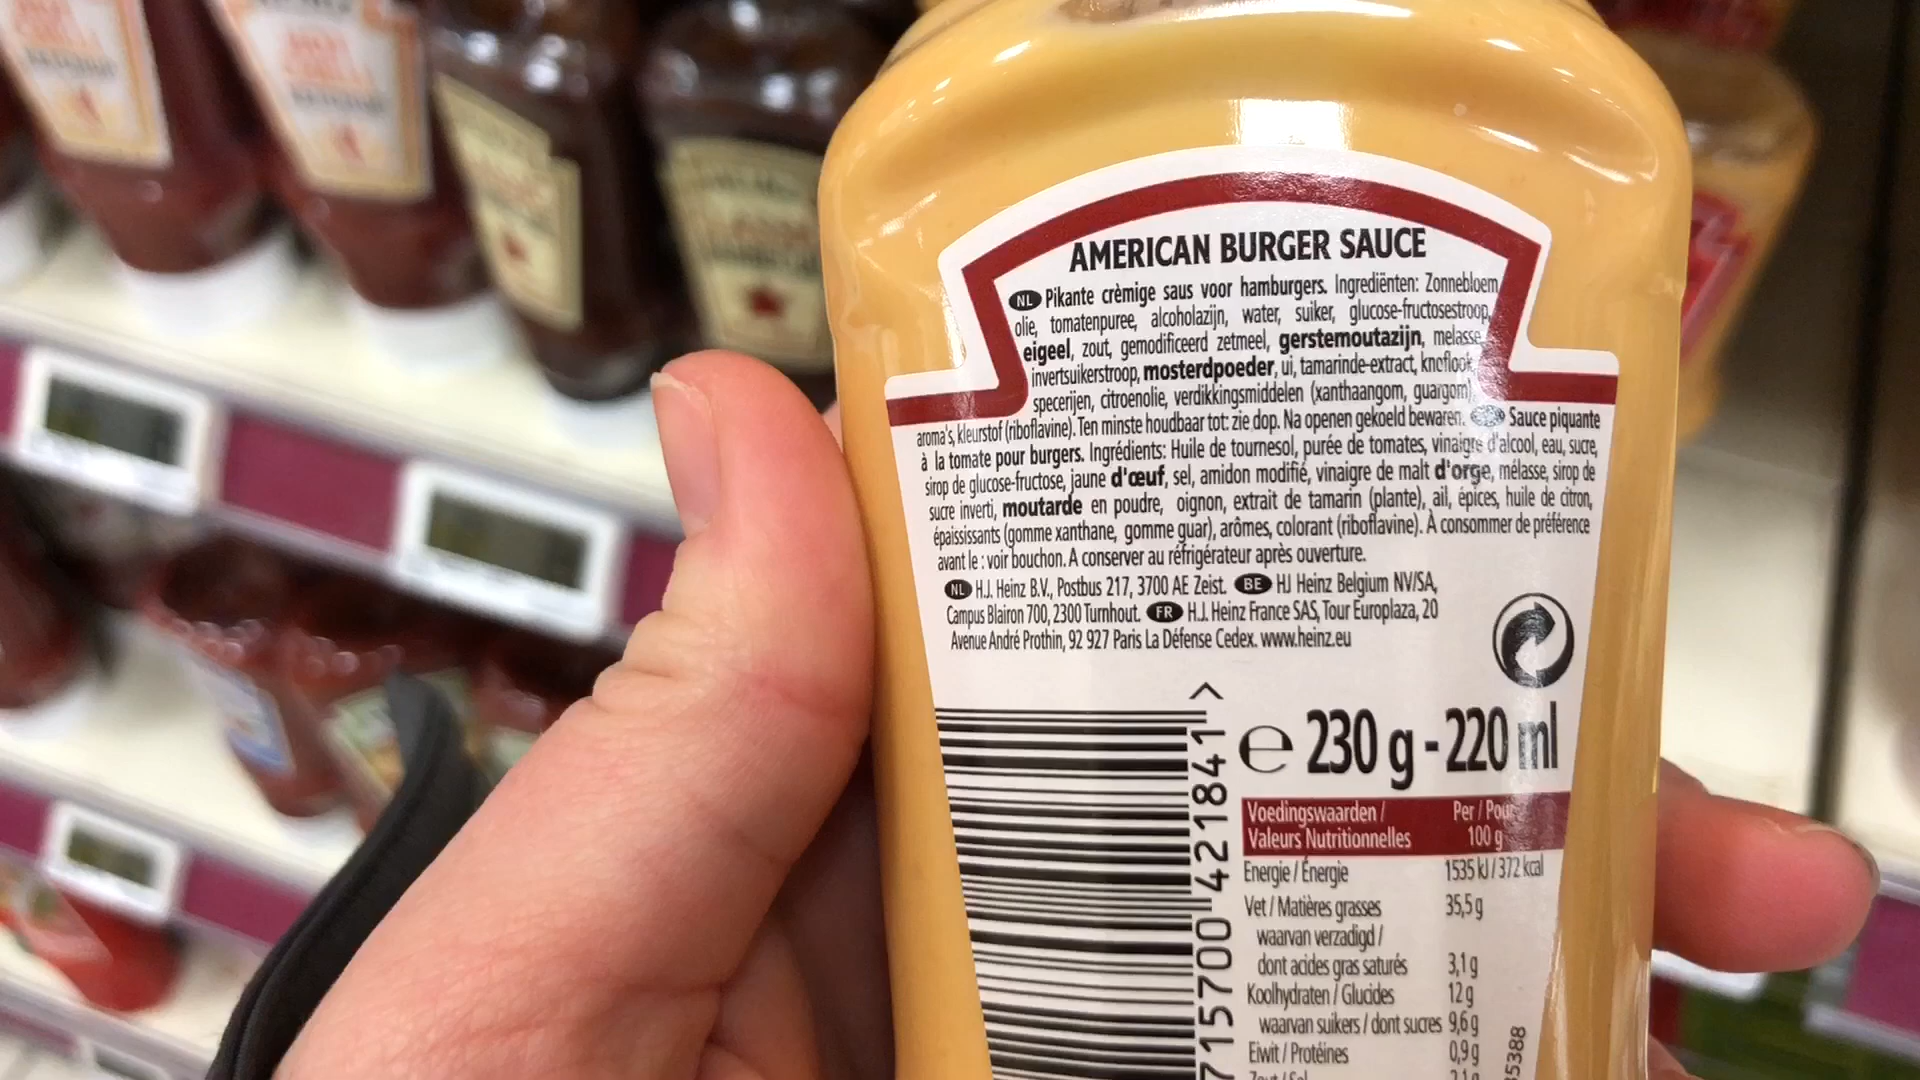 AMERICAN BURGER SAUCE
NL Pikante crèmige saus voor hamburgers. Ingrediënten: Zonnebloem
olie, tomatenpuree, alcoholazijn, water, suiker, glucose-fructosestroop,
eigeel, zout, gemodificeerd zetmeel, gerstemoutazijn, melasse,
invertsuikerstroop, mosterdpoeder, ui, tamarinde-extract, knoflook,
specerijen, citroenolie, verdikkingsmiddelen (xanthaangom, guargom),
aroma's, kleurstof (riboflavine). Ten minste houdbaar tot: zie dop. Na openen gekoeld bewaren. Sauce piquante
à la tomate pour burgers. Ingrédients: Huile de tournesol, purée de tomates, vinaigre d'alcool, eau, sucre,
sirop de glucose-fructose, jaune d'œuf, sel, amidon modifié, vinaigre de malt d'orge, mélasse, sirop de
sucre inverti, moutarde en poudre, oignon, extrait de tamarin (plante), ail, épices, huile de citron,
épaississants (gomme xanthane, gomme guar), arômes, colorant (riboflavine). À consommer de préférence
avant le : voir bouchon. A conserver au réfrigérateur après ouverture.
NL H.J. Heinz B.V., Postbus 217, 3700 AE Zeist. BE HJ Heinz Belgium NV/SA,
Campus Blairon 700, 2300 Turnhout. FR H.J. Heinz France SAS, Tour Europlaza, 20
Avenue André Prothin, 92 927 Paris La Défense Cedex. www.heinz.eu
e 230 g - 220 ml
715700 421841 >
Voedingswaarden / Per / Pour
Valeurs Nutritionnelles 100 g
Energie / Énergie 1535 kJ / 372 kcal
Vet / Matières grasses 35,5 g
waarvan verzadigd /
dont acides gras saturés 3,1 g
Koolhydraten / Glucides 12 g
waarvan suikers / dont sucres 9,6 g
Eiwit / Protéines 0,9 g
Zout / Sel 2,1 g
35388